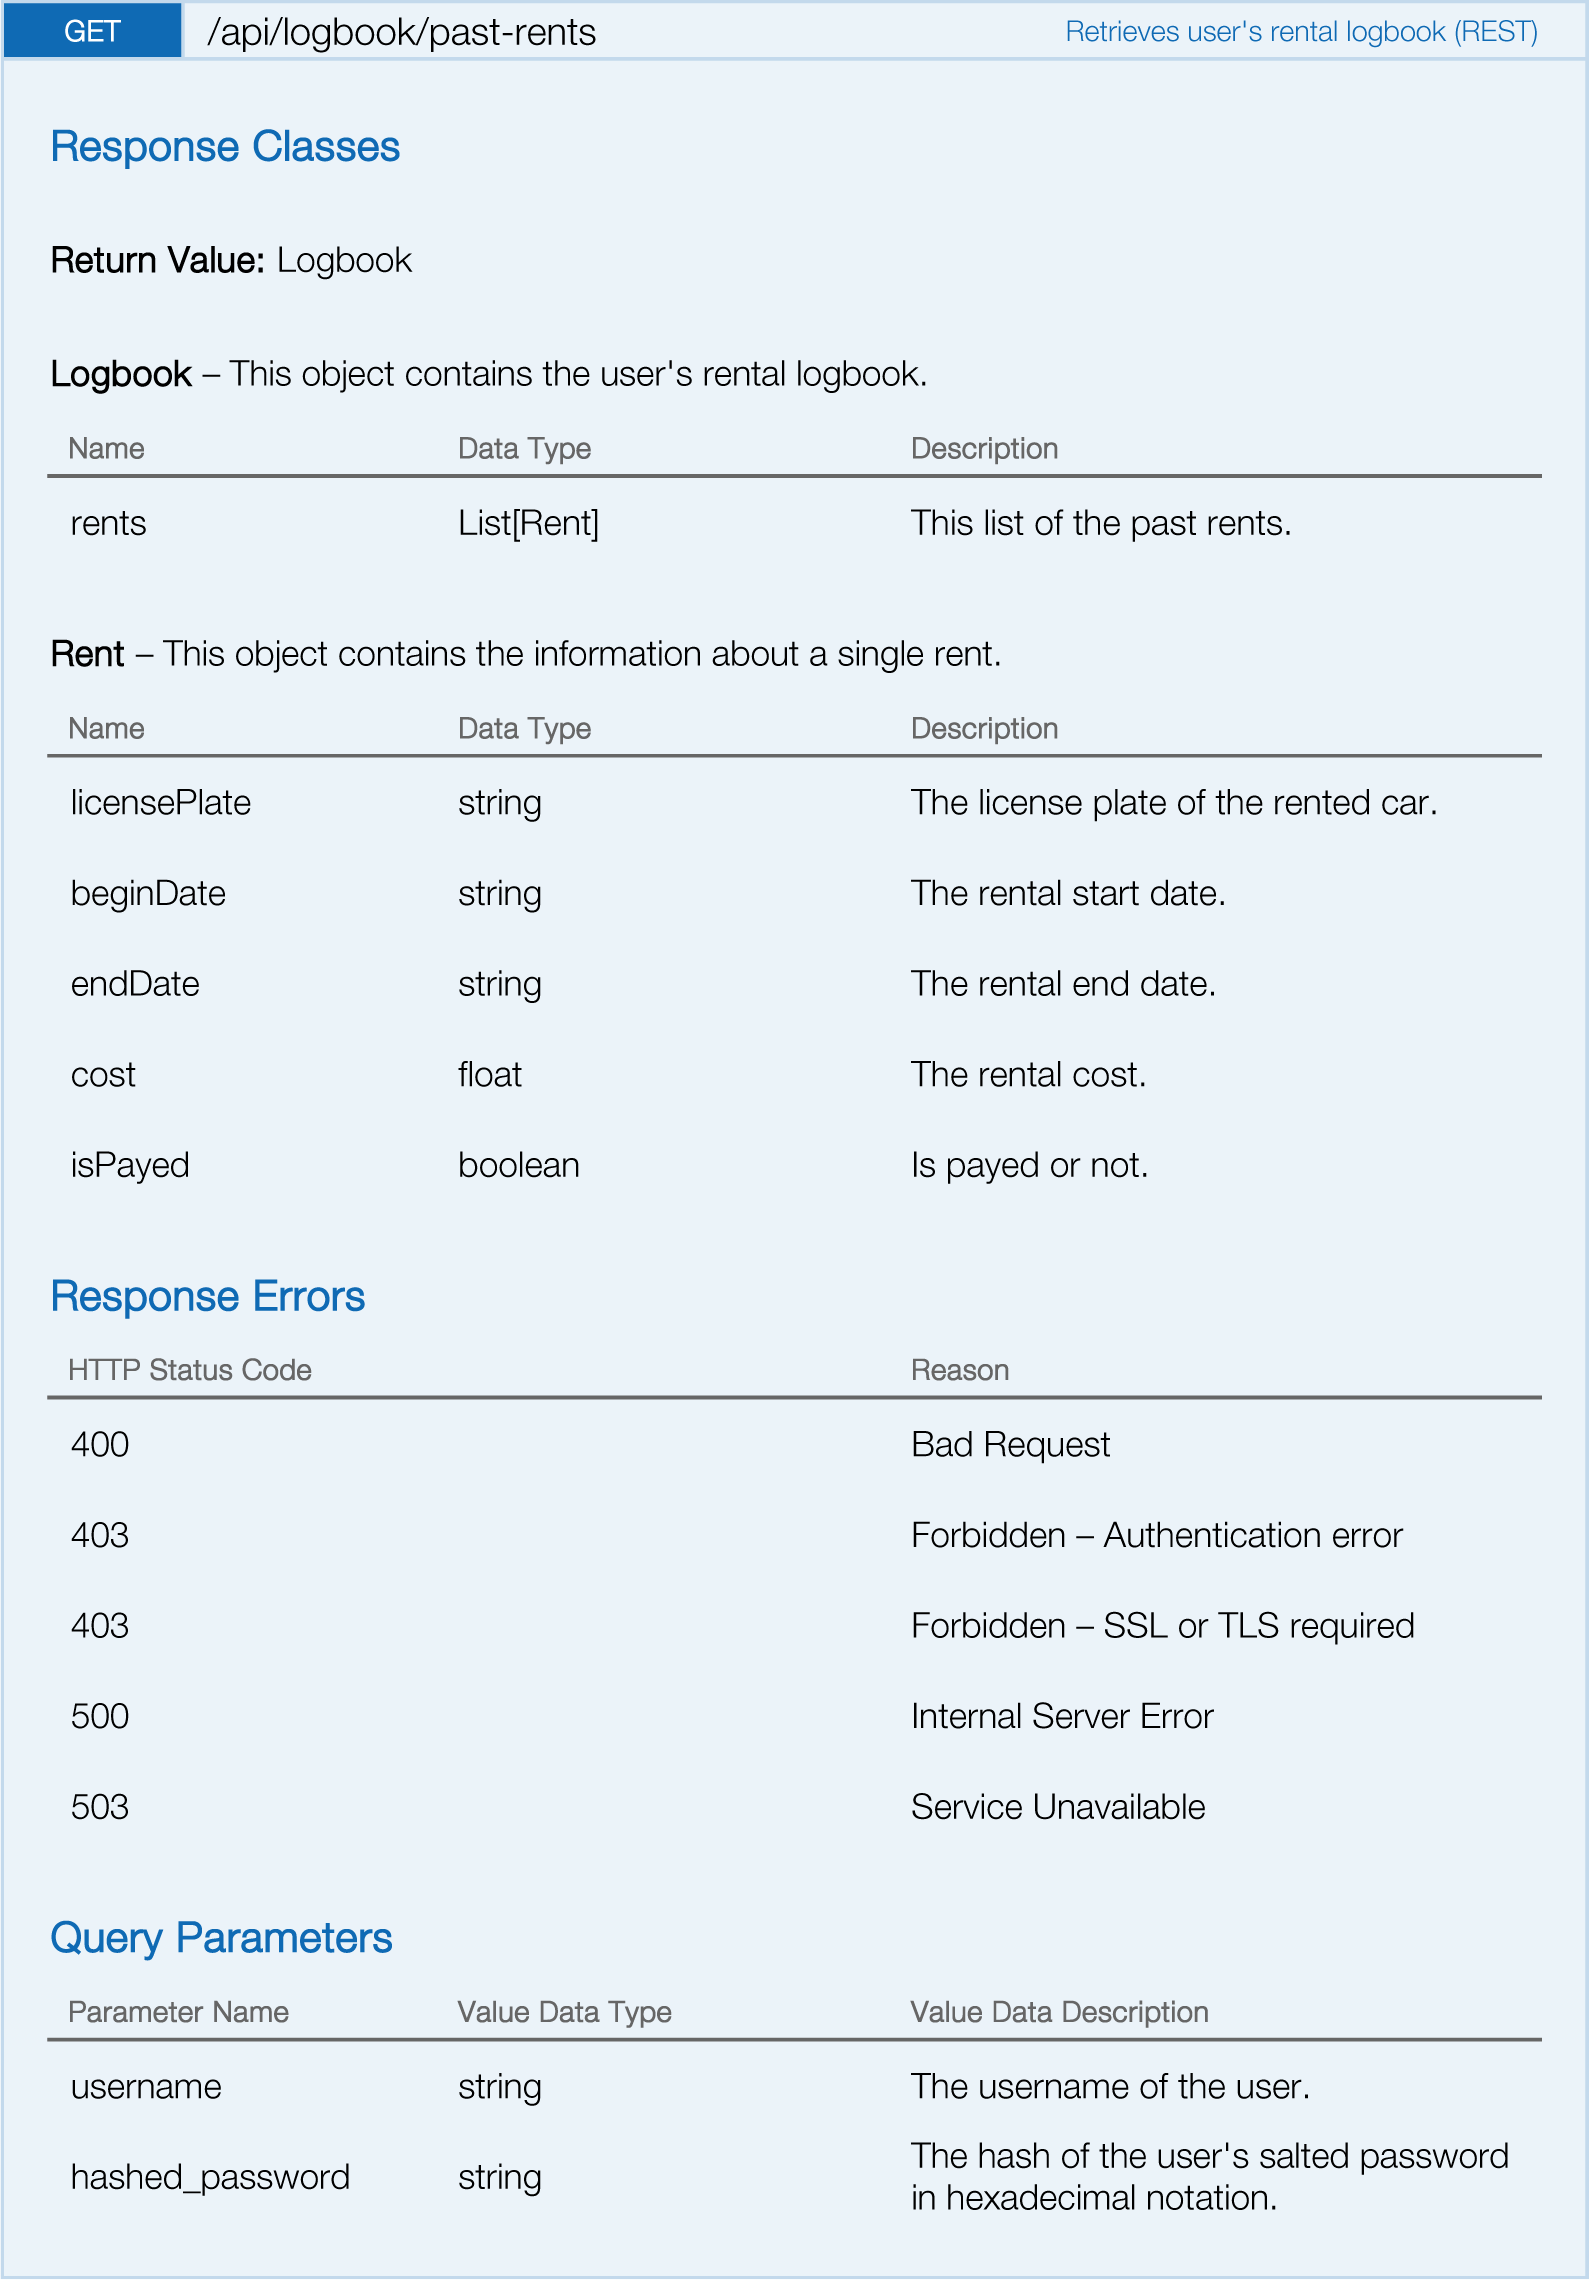 GET /api/logbook/past-rents Retrieves user's rental logbook (REST)
Response Classes
Return Value: Logbook
Logbook – This object contains the user's rental logbook.
Name Data Type Description
rents List[Rent] This list of the past rents.
Rent – This object contains the information about a single rent.
Name Data Type Description
licensePlate string The license plate of the rented car.
beginDate string The rental start date.
endDate string The rental end date.
cost float The rental cost.
isPayed boolean Is payed or not.
Response Errors
HTTP Status Code Reason
400 Bad Request
403 Forbidden – Authentication error
403 Forbidden – SSL or TLS required
500 Internal Server Error
503 Service Unavailable
Query Parameters
Parameter Name Value Data Type Value Data Description
username string The username of the user.
hashed_password string The hash of the user's salted password
in hexadecimal notation.